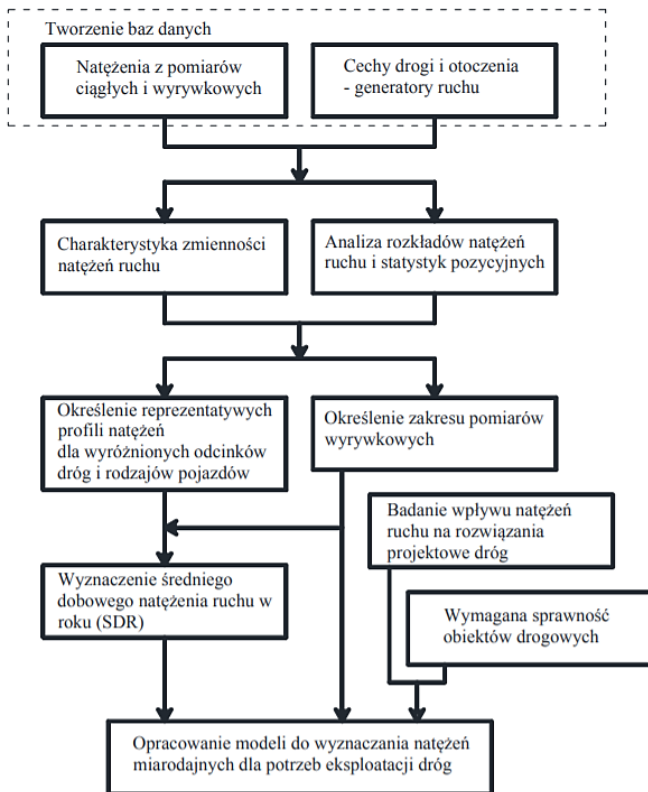 Tworzenie baz danych
Natężenia z pomiarów
ciągłych i wyrywkowych
Cechy drogi i otoczenia
- generatory ruchu
Charakterystyka zmienności
natężeń ruchu
Analiza rozkładów natężeń
ruchu i statystyk pozycyjnych
Określenie reprezentatywych
profili natężeń
dla wyróżnionych odcinków
dróg i rodzajów pojazdów
Określenie zakresu pomiarów
wyrywkowych
Badanie wpływu natężeń
ruchu na rozwiązania
projektowe dróg
Wyznaczenie średniego
dobowego natężenia ruchu w
roku (SDR)
Wymagana sprawność
obiektów drogowych
Opracowanie modeli do wyznaczania natężeń
miarodajnych dla potrzeb eksploatacji dróg